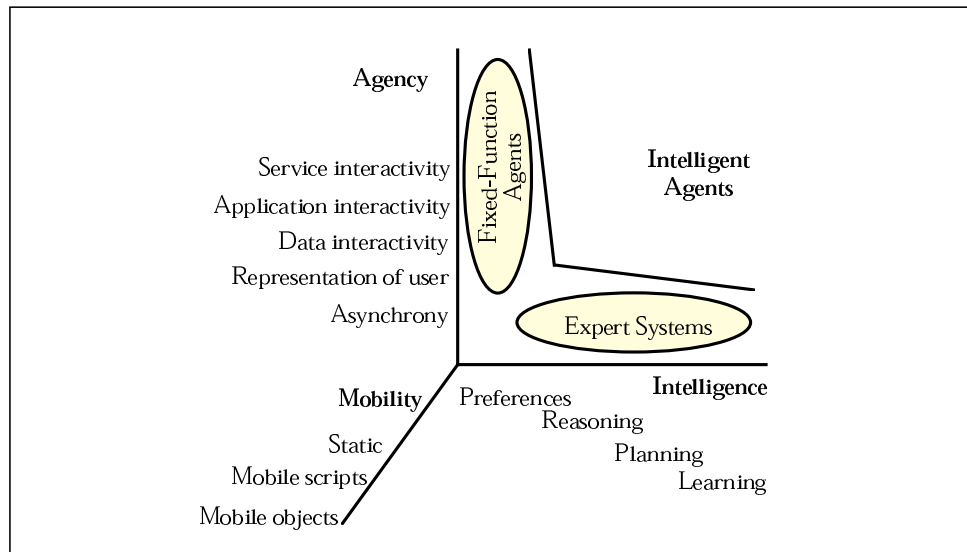 Agency
Service interactivity
Application interactivity
Data interactivity
Representation of user
Asynchrony
Fixed-Function
Agents
Intelligent
Agents
Expert Systems
Intelligence
Preferences
Reasoning
Planning
Learning
Mobility
Static
Mobile scripts
Mobile objects